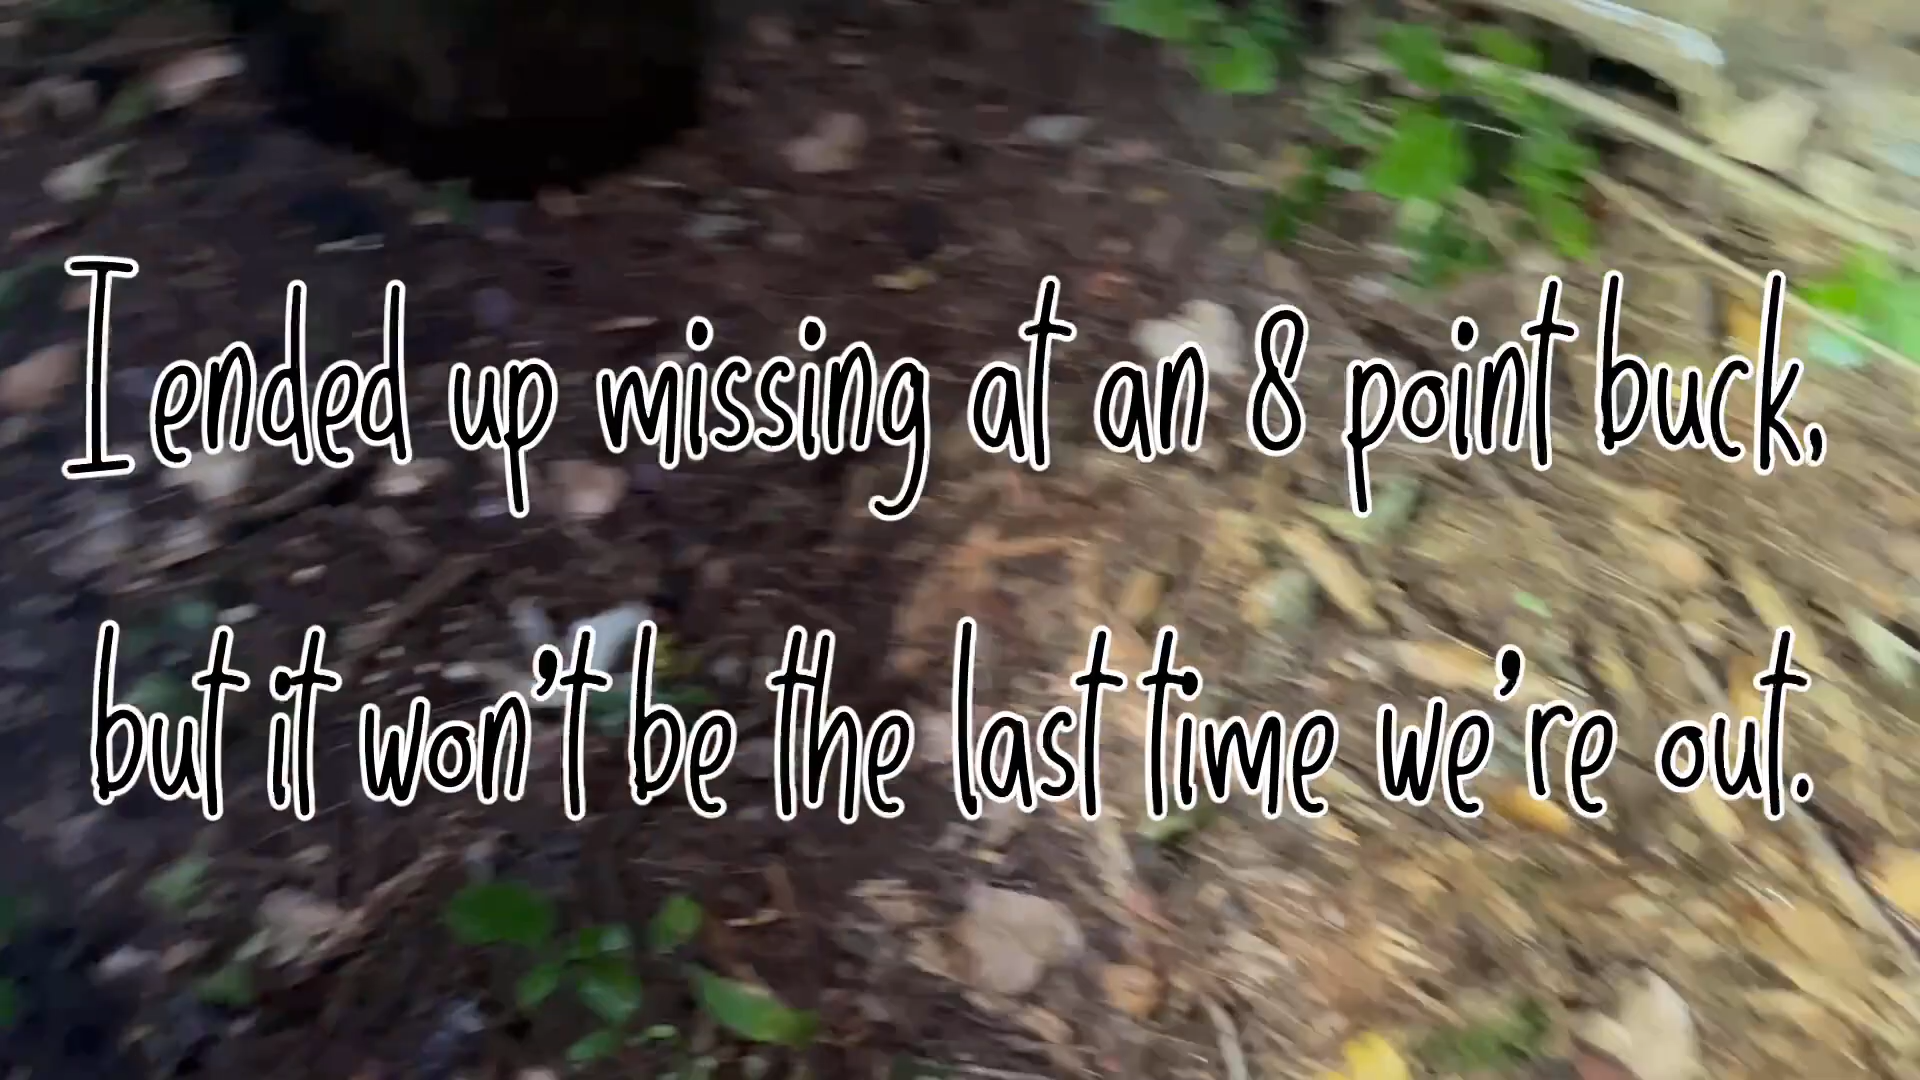 I ended up missing at an 8 point buck,
but it won't be the last time we're out.